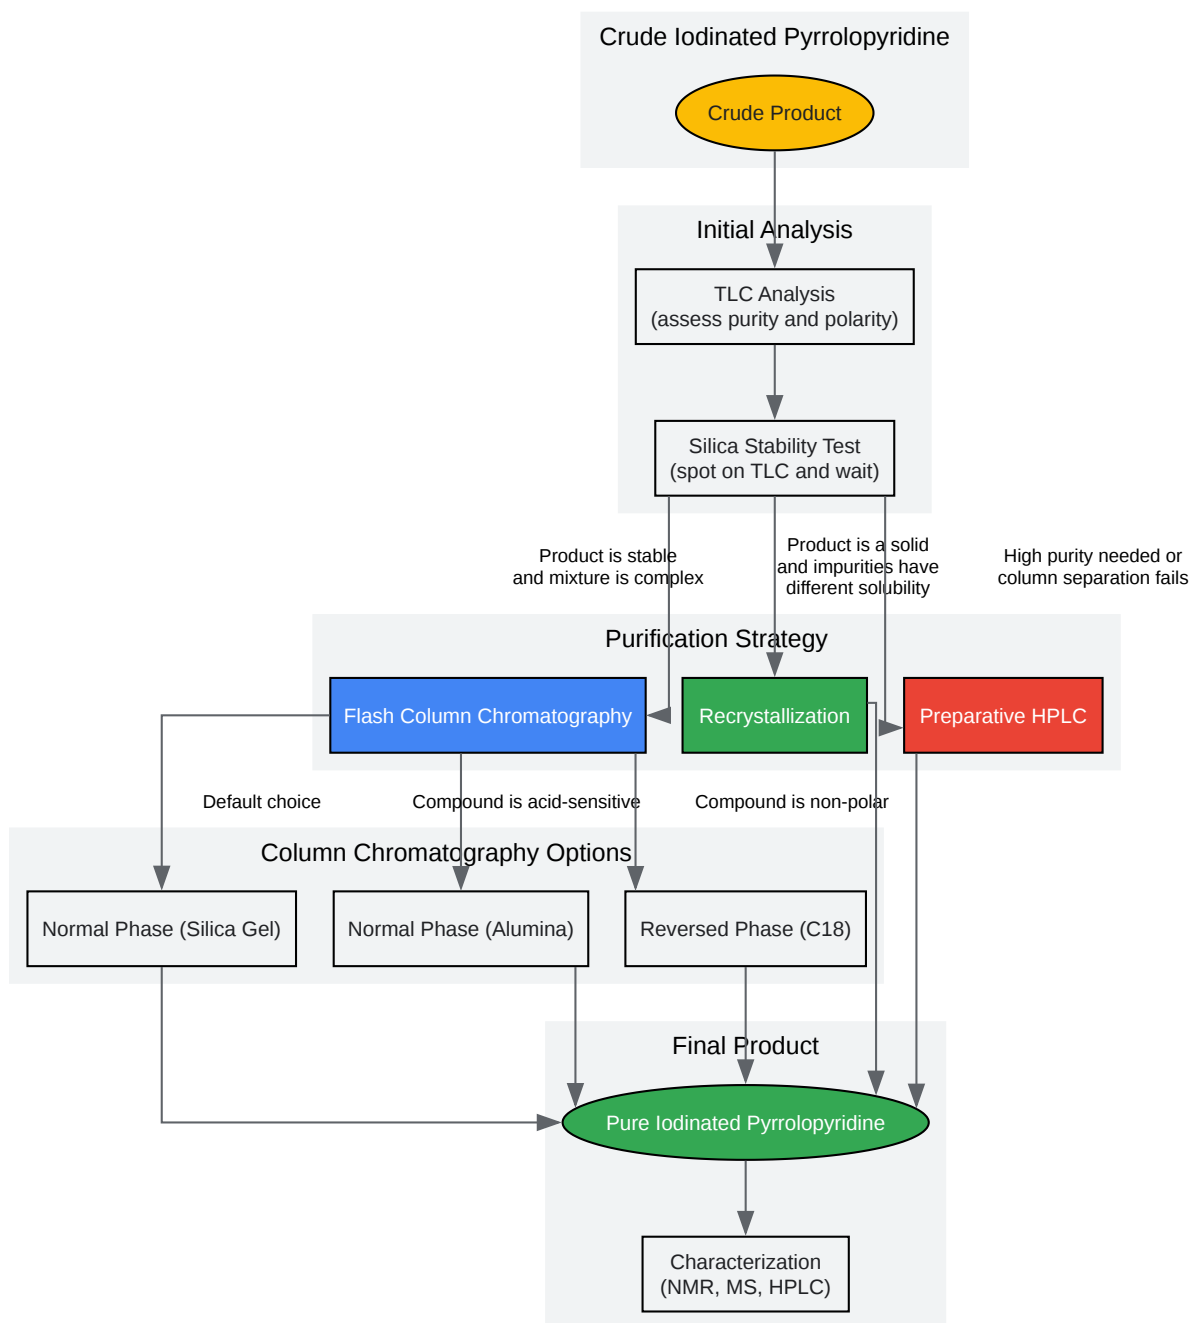 Crude Iodinated Pyrrolopyridine
Crude Product
Initial Analysis
TLC Analysis
(assess purity and polarity)
Silica Stability Test
(spot on TLC and wait)
Product is stable
and mixture is complex
Product is a solid
and impurities have
different solubility
High purity needed or
column separation fails
Purification Strategy
Flash Column Chromatography
Recrystallization
Preparative HPLC
Default choice
Compound is acid-sensitive
Compound is non-polar
Column Chromatography Options
Normal Phase (Silica Gel)
Normal Phase (Alumina)
Reversed Phase (C18)
Final Product
Pure Iodinated Pyrrolopyridine
Characterization
(NMR, MS, HPLC)